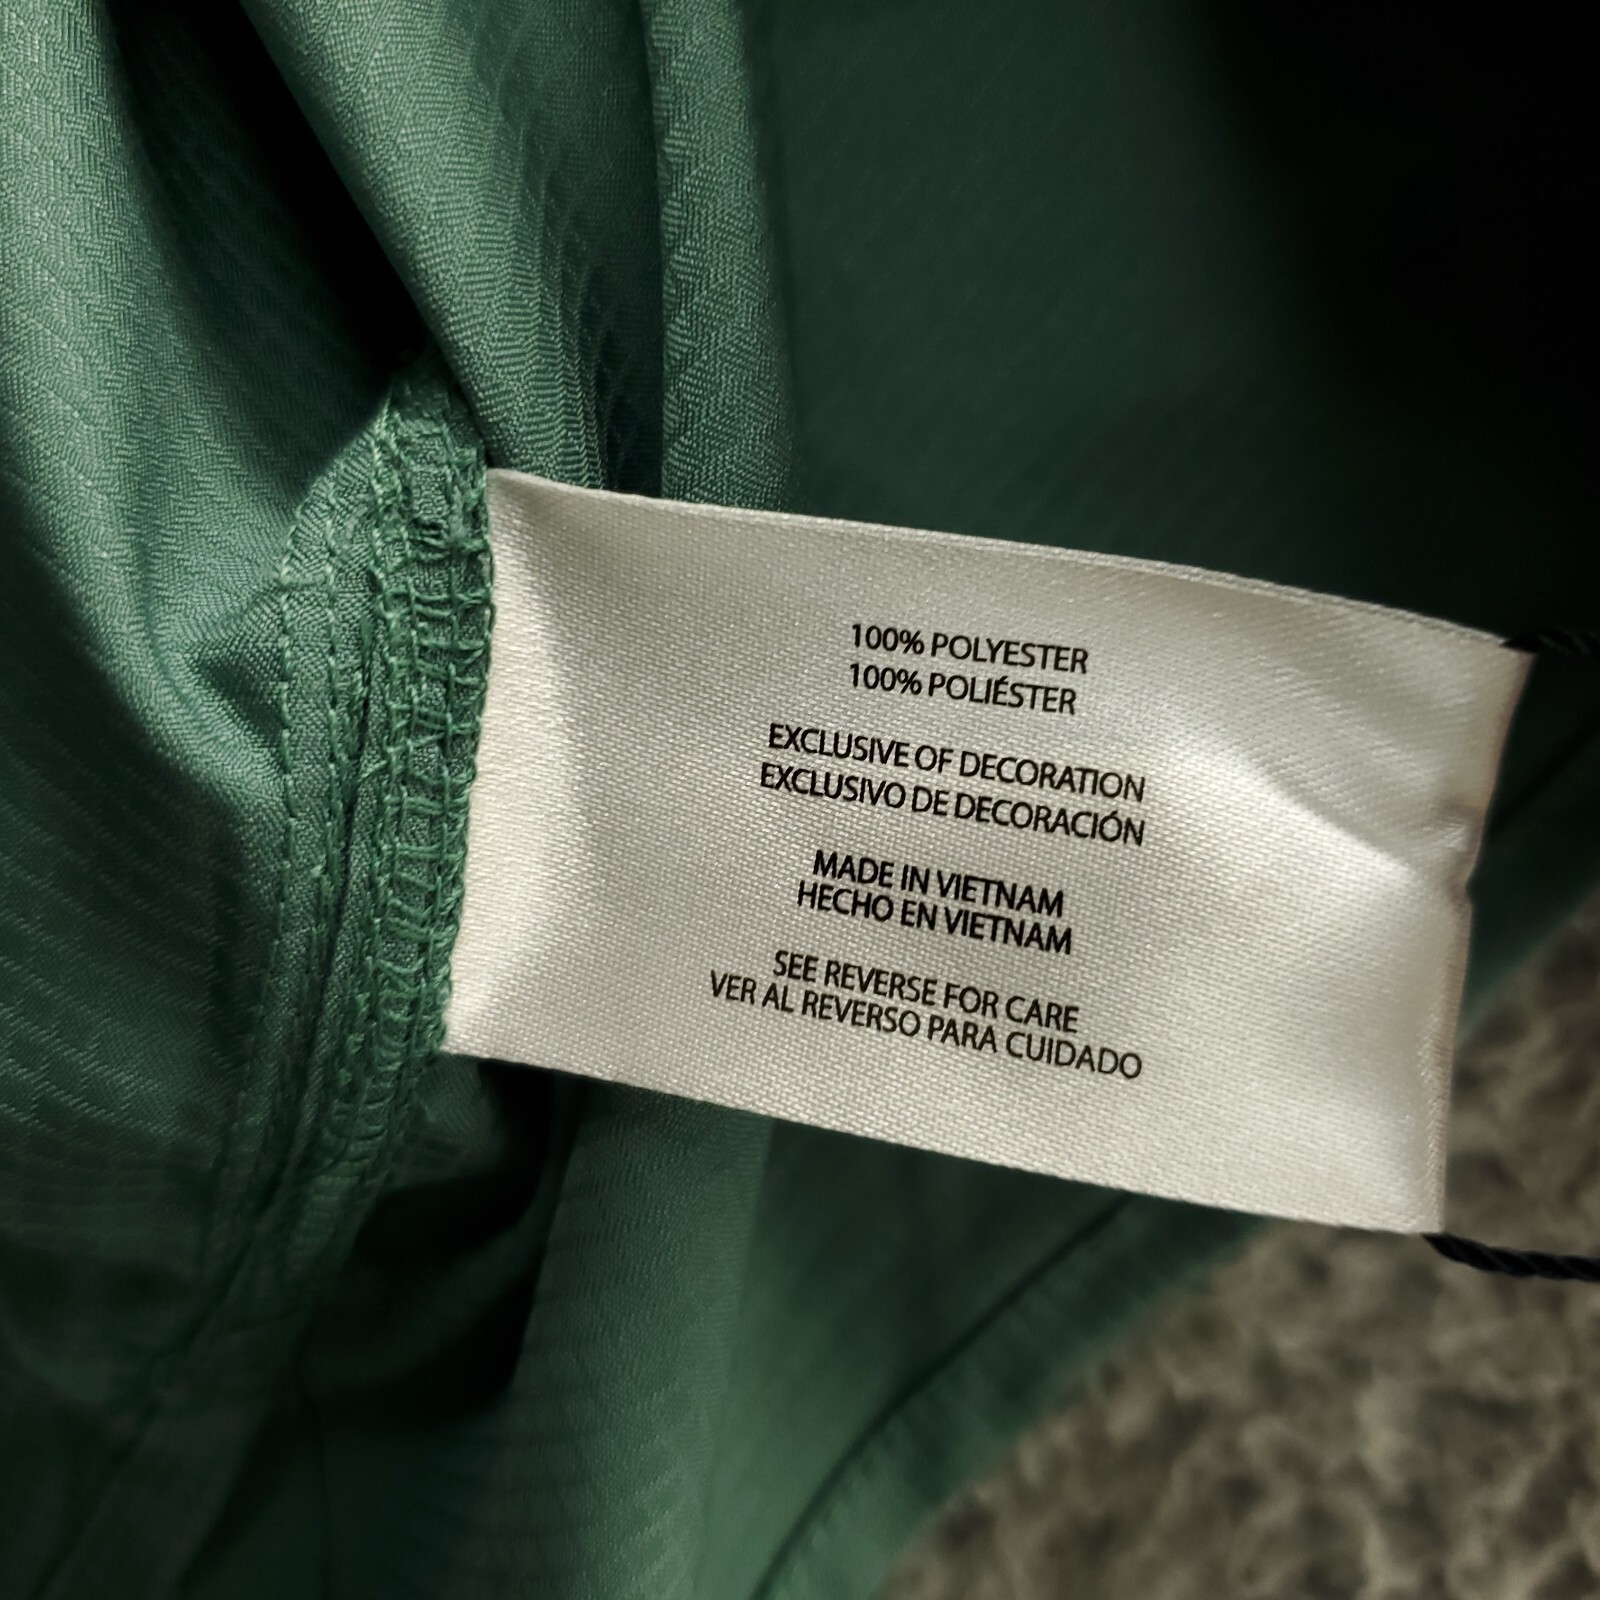 100% POLYESTER
100% POLIÉSTER
EXCLUSIVE OF DECORATION
EXCLUSIVO DE DECORACIÓN
MADE IN VIETNAM
HECHO EN VIETNAM
SEE REVERSE FOR CARE
VER AL REVERSO PARA CUIDADO